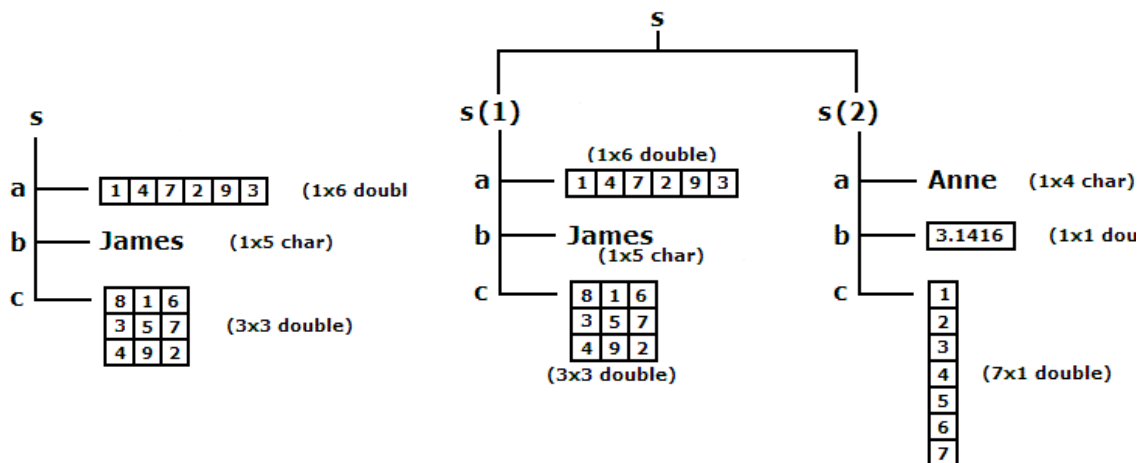 s
a 1 4 7 2 9 3 (1x6 doubl
b James (1x5 char)
c 8 1 6
3 5 7 (3x3 double)
4 9 2
s
s(1)
(1x6 double)
a 1 4 7 2 9 3
b James
(1x5 char)
c 8 1 6
3 5 7
4 9 2
(3x3 double)
s(2)
a Anne (1x4 char)
b 3.1416 (1x1 dou
c 1
2
3
4 (7x1 double)
5
6
7